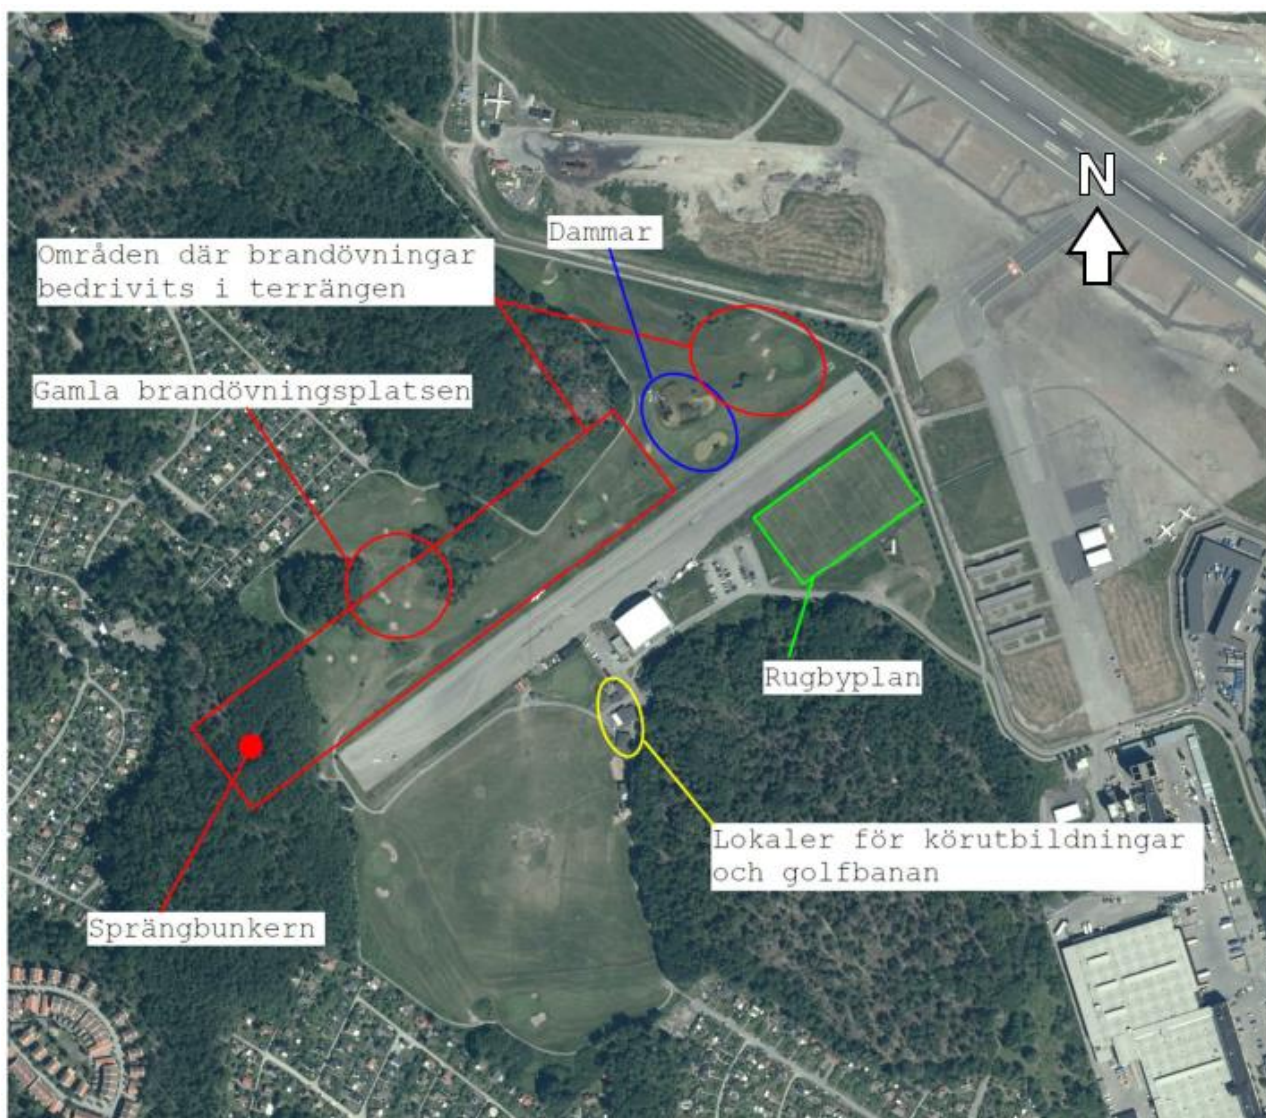 N
Dammar
Områden där brandövningar
bedrivits i terrängen
Gamla brandövningsplatsen
Rugbyplan
Lokaler för körutbildningar
och golfbanan
Sprängbunkern